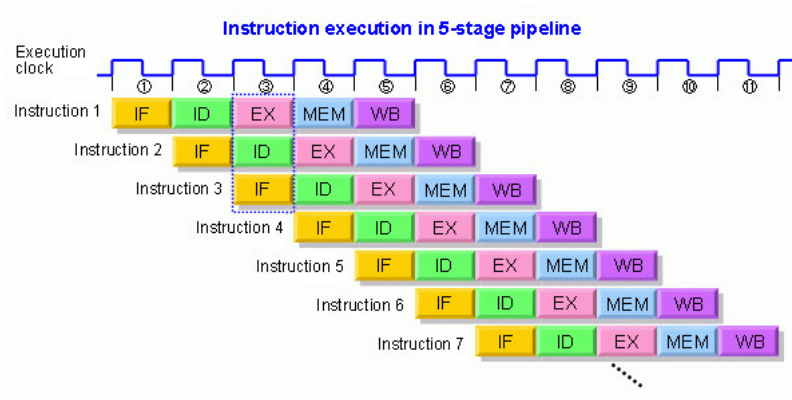 Instruction execution in 5-stage pipeline
Execution
clock
① ② ③ ④ ⑤ ⑥ ⑦ ⑧ ⑨ ⑩ ⑪
Instruction 1 IF ID EX MEM WB
Instruction 2 IF ID EX MEM WB
Instruction 3 IF ID EX MEM WB
Instruction 4 IF ID EX MEM WB
Instruction 5 IF ID EX MEM WB
Instruction 6 IF ID EX MEM WB
Instruction 7 IF ID EX MEM WB